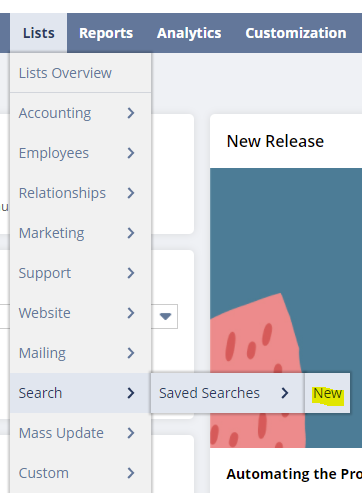 Lists Reports Analytics Customization
Lists Overview
Accounting
Employees
Relationships
Marketing
Support
Website
Mailing
Search
Saved Searches
New
Mass Update
Custom
New Release
Automating the Pro